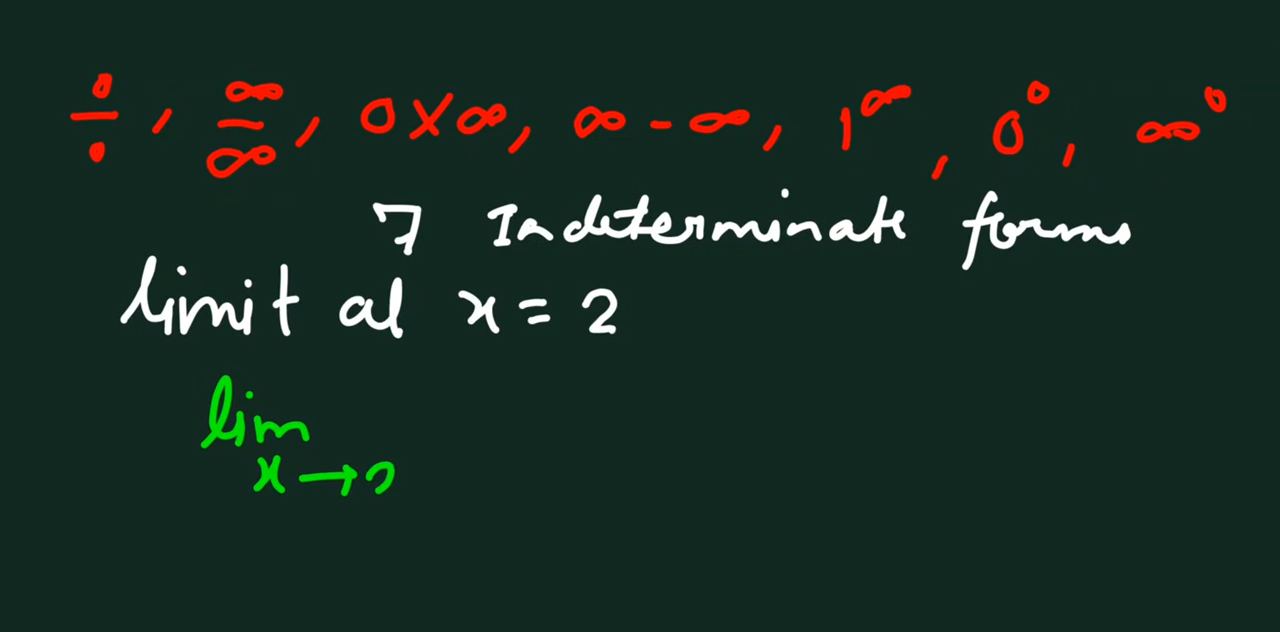 0/0, ∞/∞, 0×∞, ∞-∞, 1^∞, 0^0, ∞^0
7 Indeterminate forms
limit at x = 2
lim
x→2